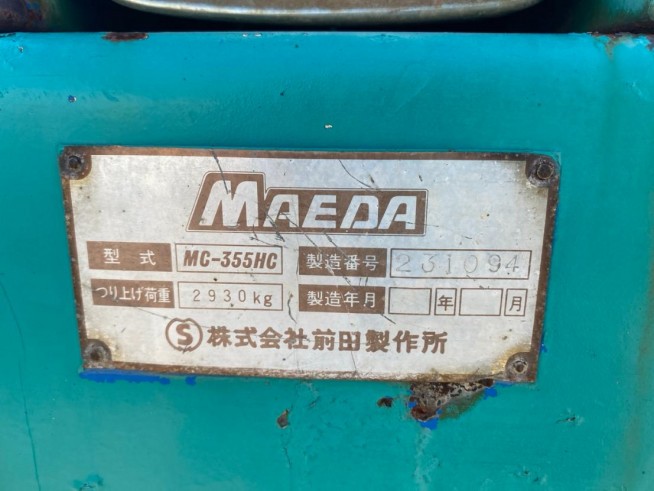 MAEDA
型式 MC-355HC 製造番号 231094
つり上げ荷重 2930kg 製造年月 年 月
Ⓢ株式会社前田製作所